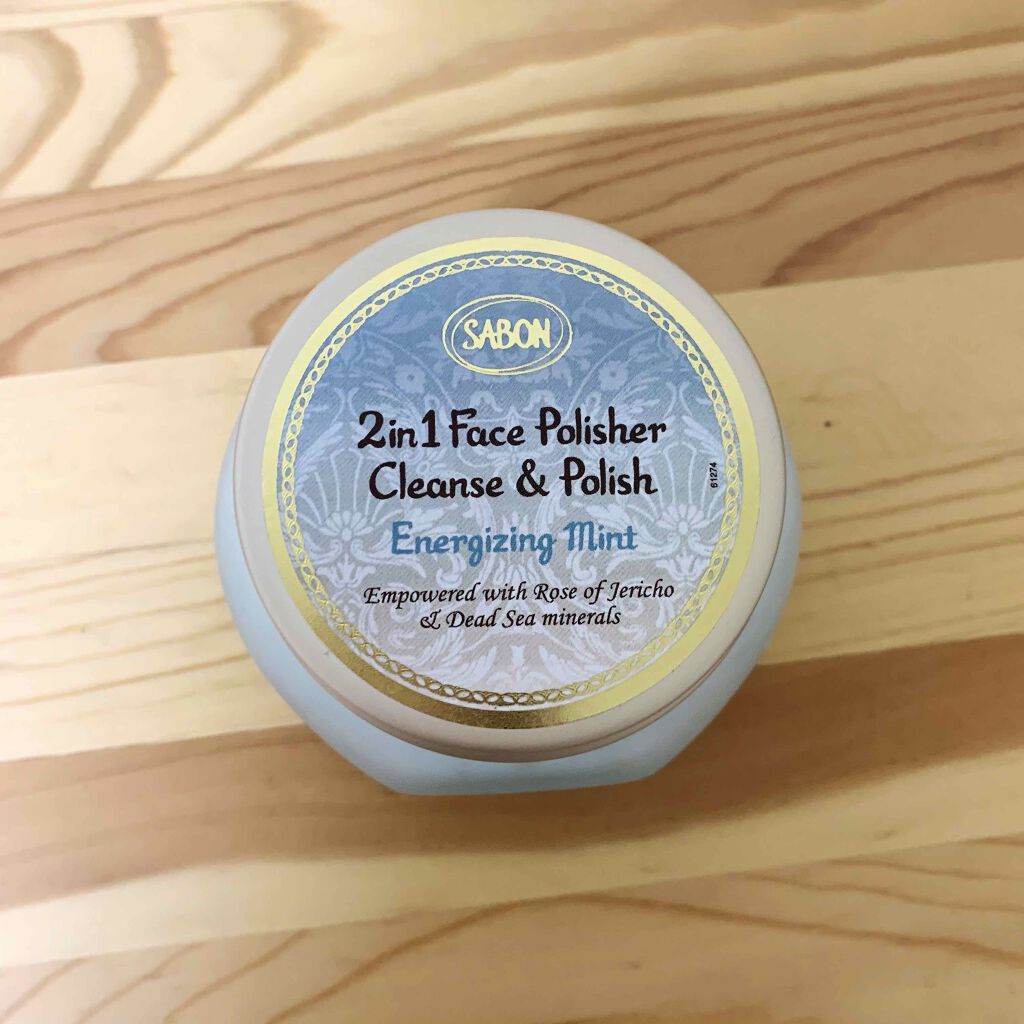 SABON
2in1 Face Polisher
Cleanse & Polish
Energizing Mint
Empowered with Rose of Jericho
& Dead Sea minerals
61274